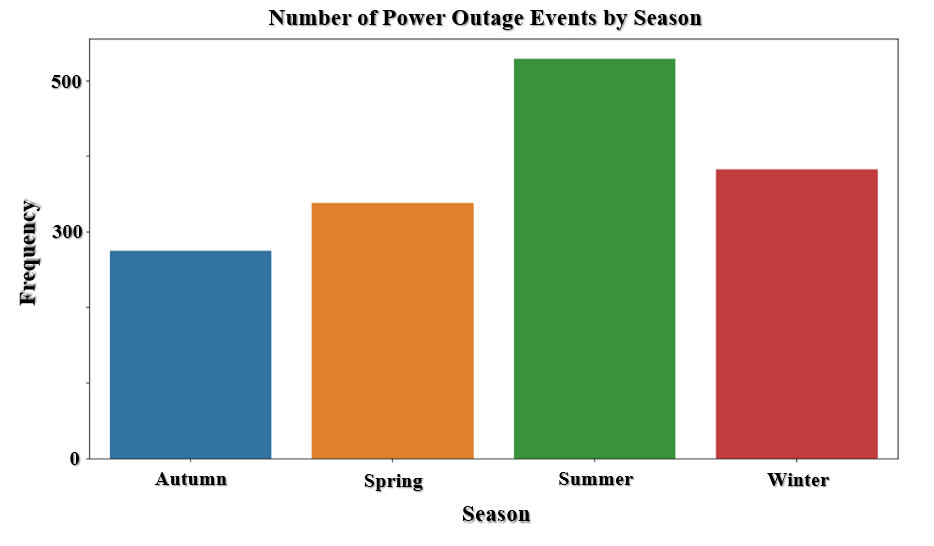 Number of Power Outage Events by Season
500
300
0
Frequency
Autumn
Spring
Summer
Winter
Season